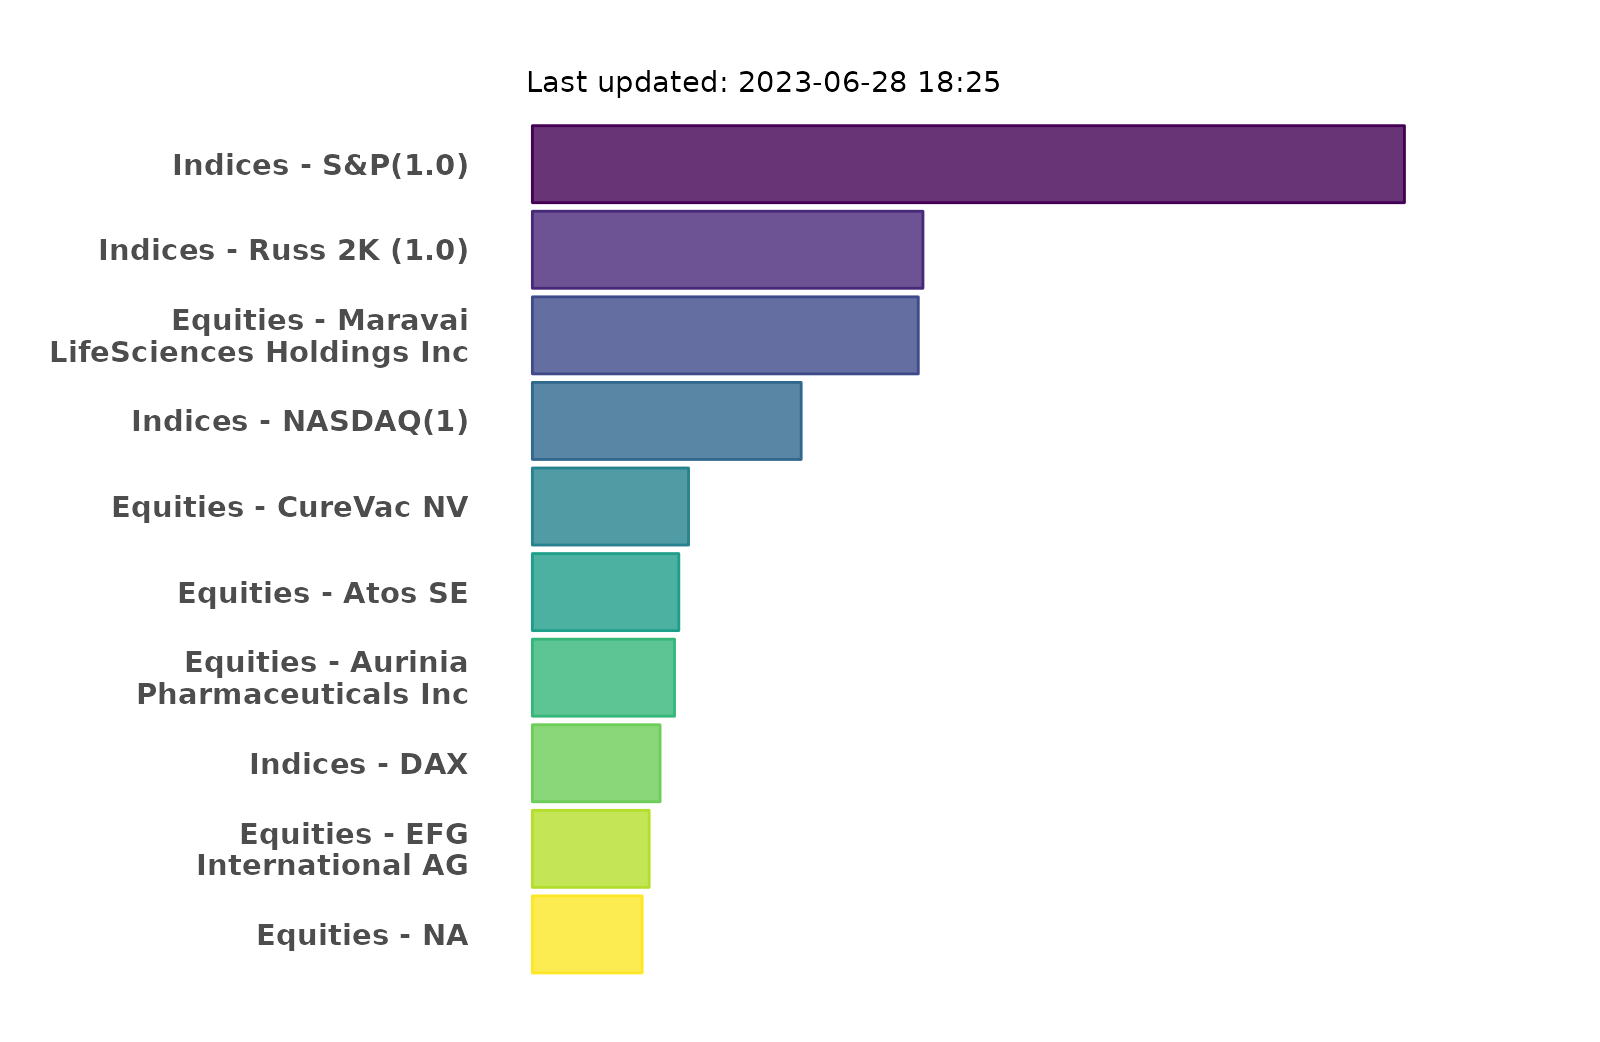 Last updated: 2023-06-28 18:25
Indices - S&P(1.0)
Indices - Russ 2K (1.0)
Equities - Maravai
LifeSciences Holdings Inc
Indices - NASDAQ(1)
Equities - CureVac NV
Equities - Atos SE
Equities - Aurinia
Pharmaceuticals Inc
Indices - DAX
Equities - EFG
International AG
Equities - NA